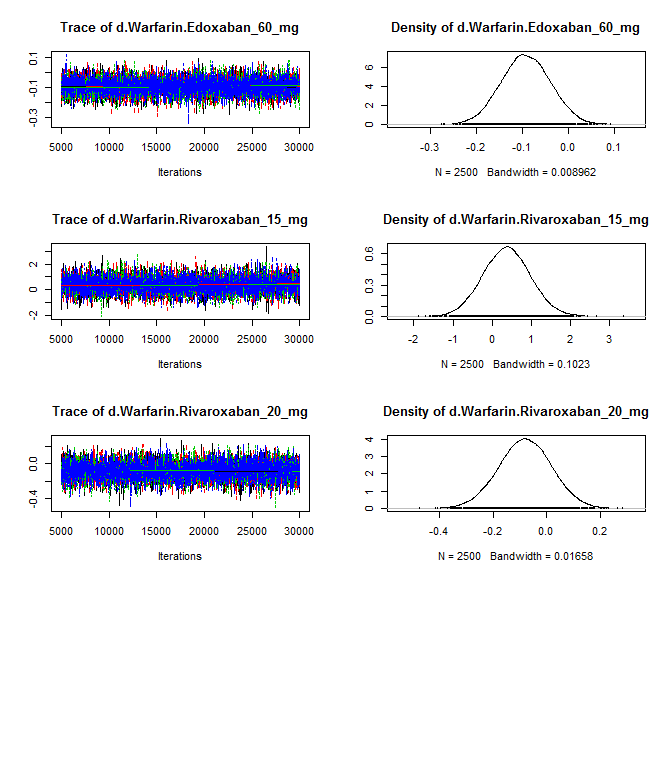 Trace of d.Warfarin.Edoxaban_60_mg
0.1
-0.1
-0.3
5000 10000 15000 20000 25000 30000
Iterations
Density of d.Warfarin.Edoxaban_60_mg
6
4
2
0
-0.3 -0.2 -0.1 0.0 0.1
N = 2500 Bandwidth = 0.008962
Trace of d.Warfarin.Rivaroxaban_15_mg
2
0
-2
5000 10000 15000 20000 25000 30000
Iterations
Density of d.Warfarin.Rivaroxaban_15_mg
0.6
0.3
0.0
-2 -1 0 1 2 3
N = 2500 Bandwidth = 0.1023
Trace of d.Warfarin.Rivaroxaban_20_mg
0.0
-0.4
5000 10000 15000 20000 25000 30000
Iterations
Density of d.Warfarin.Rivaroxaban_20_mg
4
3
2
1
0
-0.4 -0.2 0.0 0.2
N = 2500 Bandwidth = 0.01658